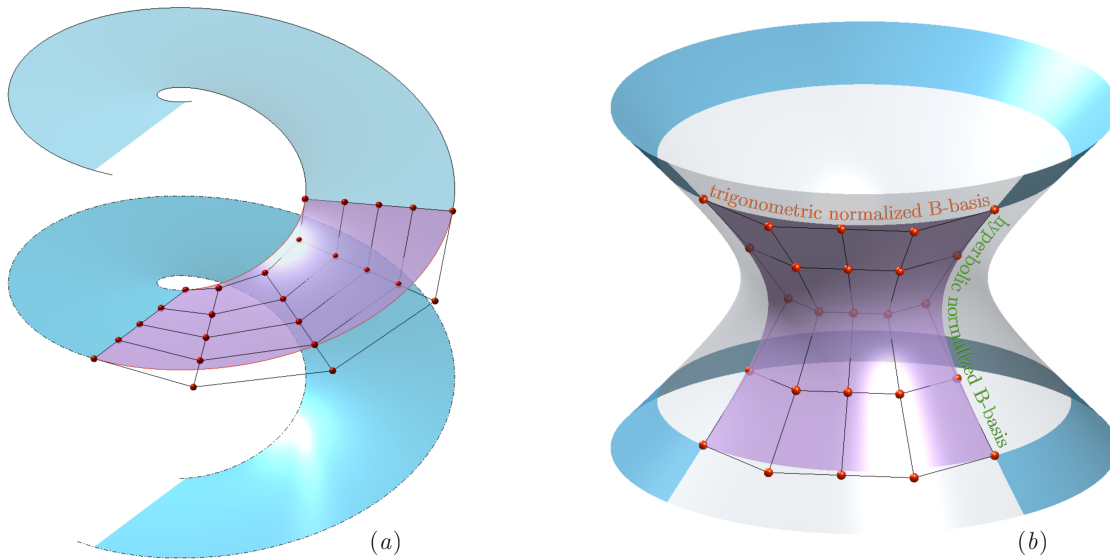 trigonometric normalized B-basis
hyperbolic normalized B-basis
(a)
(b)